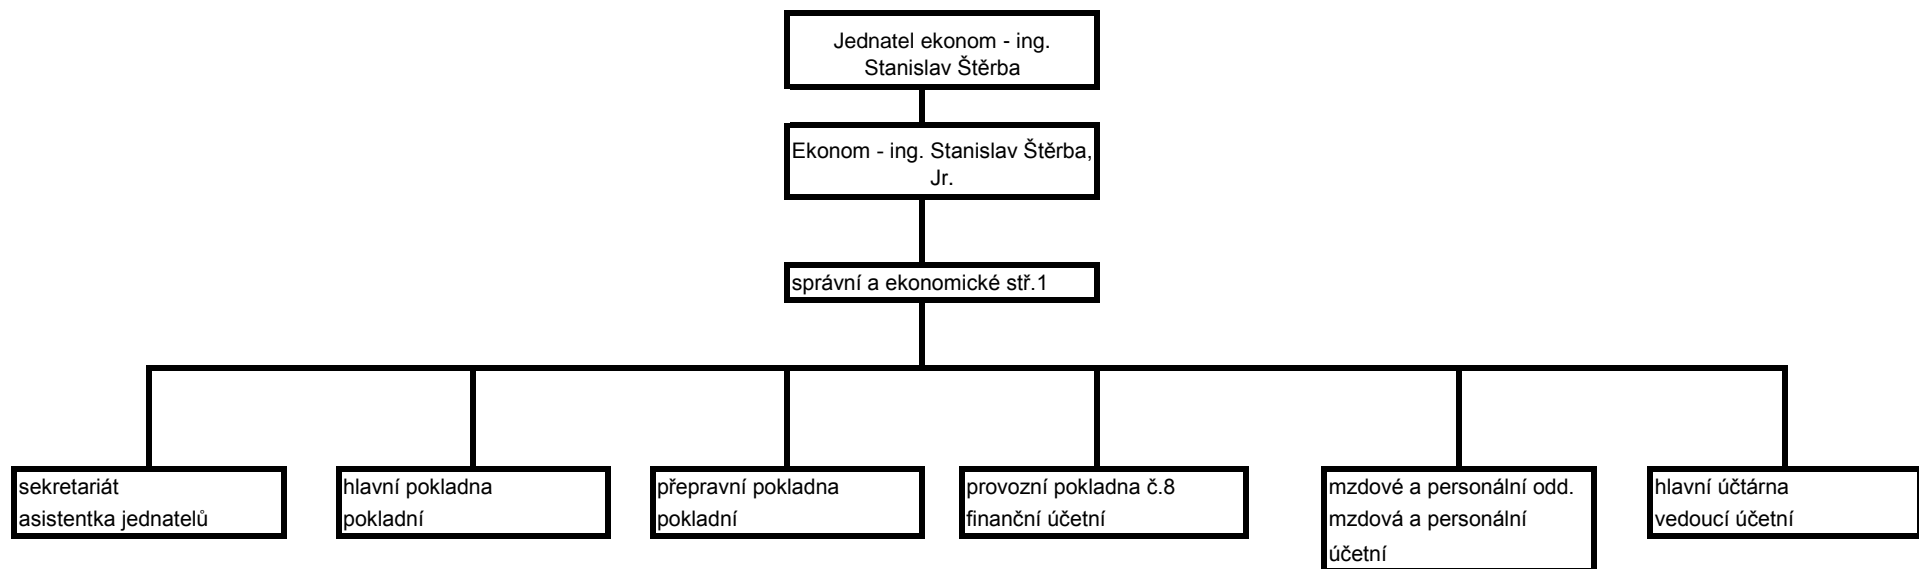 Jednatel ekonom - ing.
Stanislav Štěrba
Ekonom - ing. Stanislav Štěrba,
Jr.
správní a ekonomické stř.1
sekretariát
asistentka jednatelů
hlavní pokladna
pokladní
přepravní pokladna
pokladní
provozní pokladna č.8
finanční účetní
mzdové a personální odd.
mzdová a personální
účetní
hlavní účtárna
vedoucí účetní